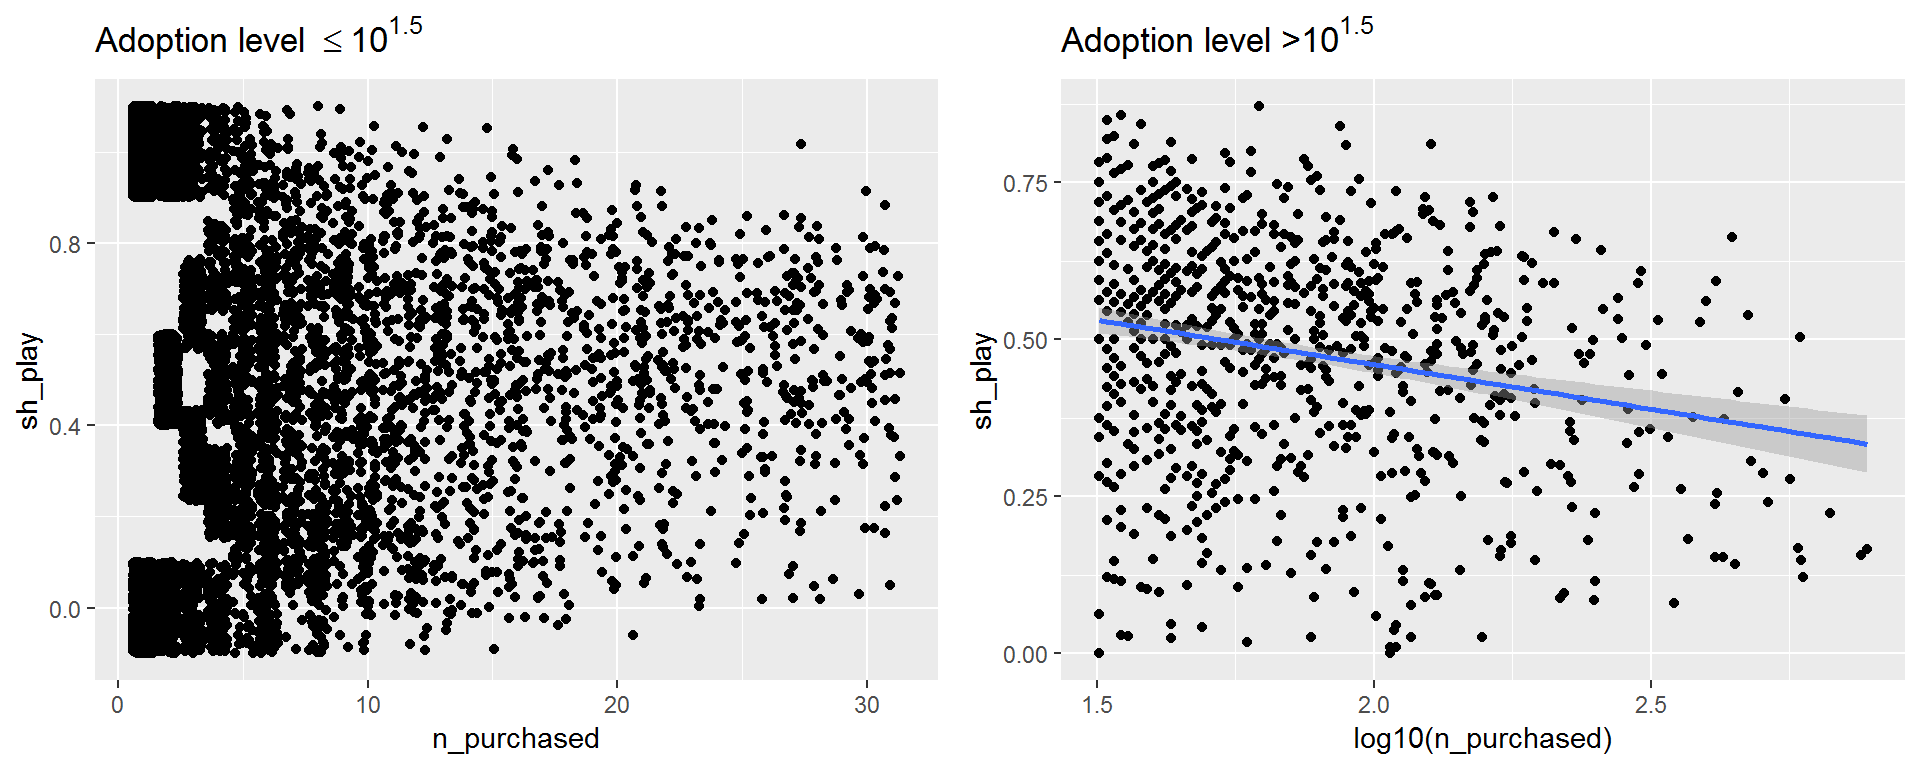 Adoption level ≤ 10^1.5
sh_play
0.8
0.4
0.0
0
10
20
30
n_purchased
Adoption level >10^1.5
sh_play
0.75
0.50
0.25
0.00
1.5
2.0
2.5
log10(n_purchased)